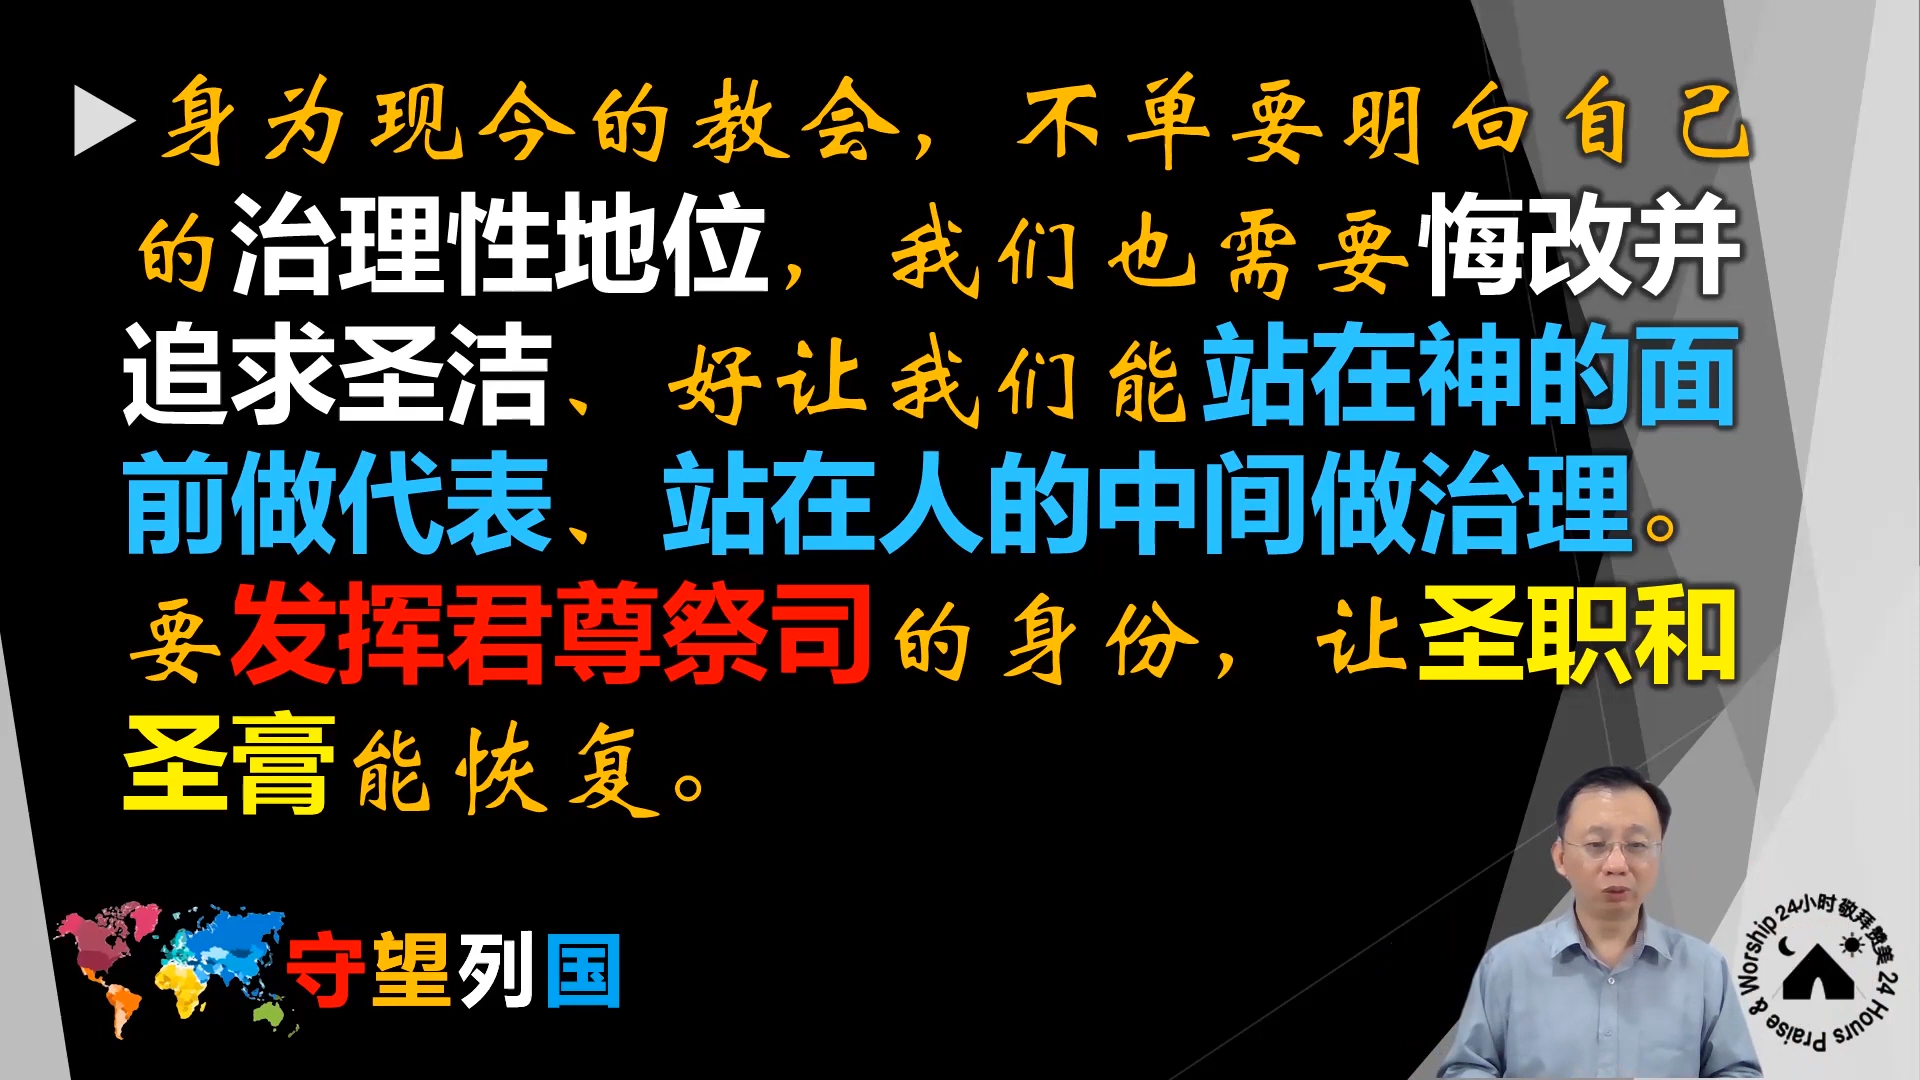 身为现今的教会，不单要明白自己
的治理性地位，我们也需要悔改并
追求圣洁、好让我们能站在神的面
前做代表、站在人的中间做治理。
要发挥君尊祭司的身份，让圣职和
圣膏能恢复。
守望列国
24小时敬拜赞美 24 Hours Praise & Worship